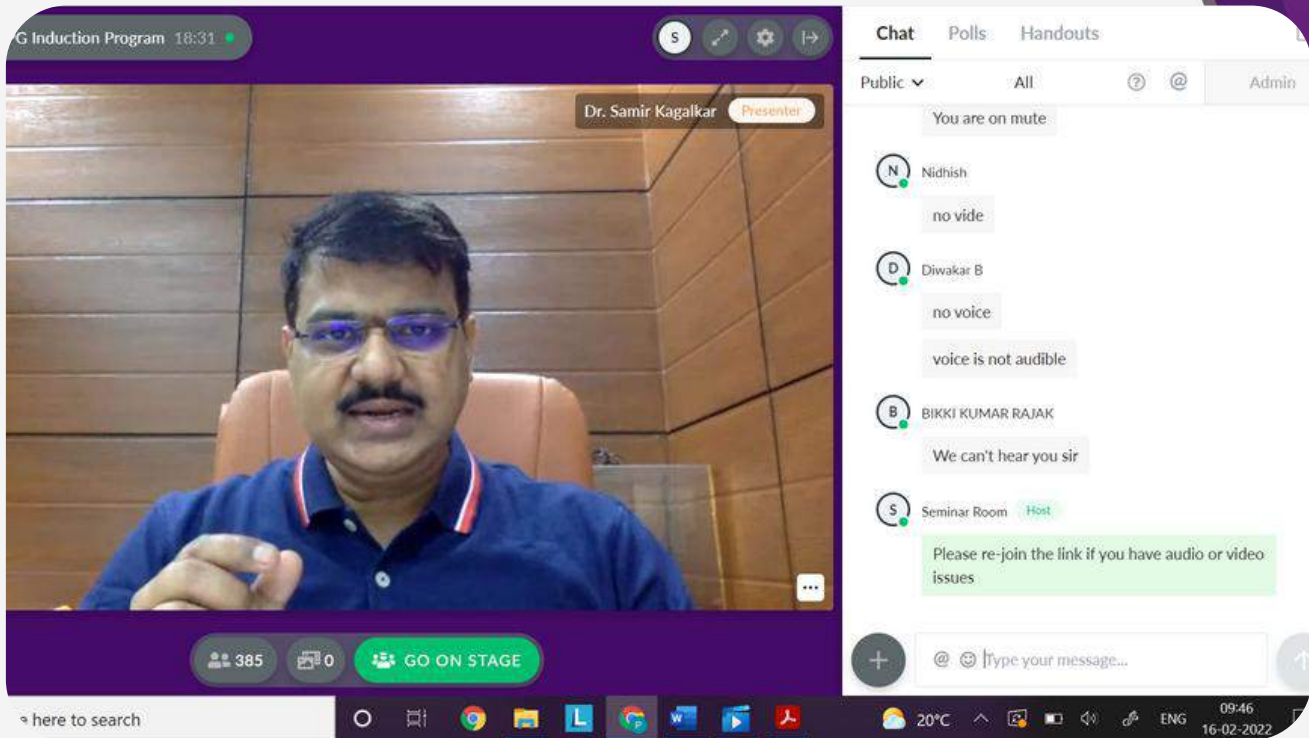 G Induction Program 18:31
S
Dr. Samir Kagalkar Presenter
385
0
GO ON STAGE
Chat Polls Handouts
Public All ? @ Admin
You are on mute
N Nidhish
no vide
D Diwakar B
no voice
voice is not audible
B BIKKI KUMAR RAJAK
We can't hear you sir
S Seminar Room Host
Please re-join the link if you have audio or video
issues
+ @ Type your message...
here to search
L
W
20°C
ENG
09:46
16-02-2022